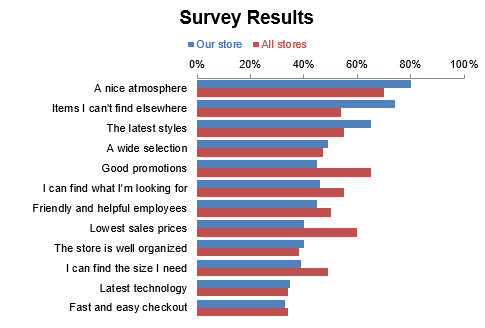 Survey Results
Our store All stores
0% 20% 40% 60% 80% 100%
A nice atmosphere
Items I can't find elsewhere
The latest styles
A wide selection
Good promotions
I can find what I'm looking for
Friendly and helpful employees
Lowest sales prices
The store is well organized
I can find the size I need
Latest technology
Fast and easy checkout